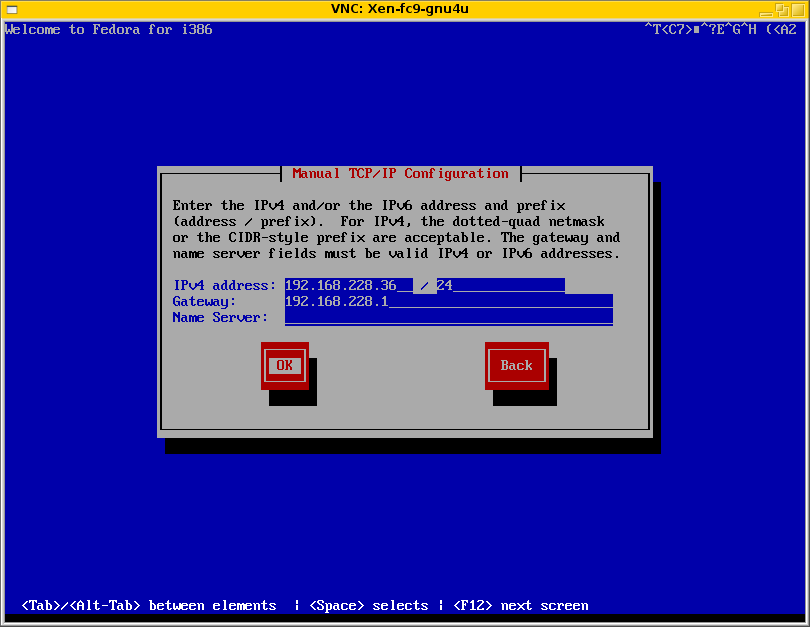 VNC: Xen-fc9-gnu4u
Welcome to Fedora for i386 ^T<C7>∎^?E^G^H (<A2
Manual TCP/IP Configuration
Enter the IPv4 and/or the IPv6 address and prefix
(address / prefix).  For IPv4, the dotted-quad netmask
or the CIDR-style prefix are acceptable. The gateway and
name server fields must be valid IPv4 or IPv6 addresses.
IPv4 address: 192.168.228.36__ / 24______________
Gateway: 192.168.228.1____________________________
Name Server: _________________________________________
OK Back
<Tab>/<Alt-Tab> between elements  | <Space> selects | <F12> next screen